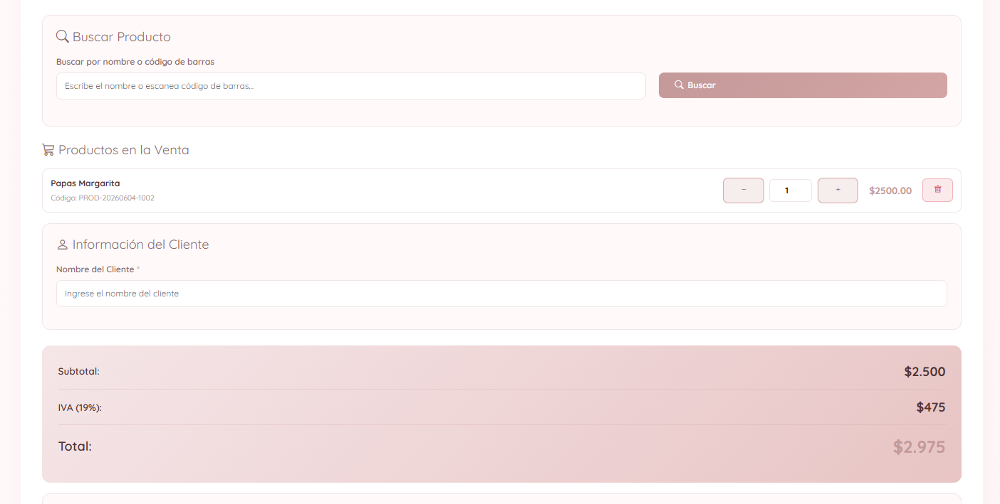 Buscar Producto
Buscar por nombre o código de barras
Escribe el nombre o escanea código de barras...
Buscar
Productos en la Venta
Papas Margarita
Código: PROD-20260604-1002
− 1 + $2500.00
Información del Cliente
Nombre del Cliente *
Ingrese el nombre del cliente
Subtotal: $2.500
IVA (19%): $475
Total: $2.975